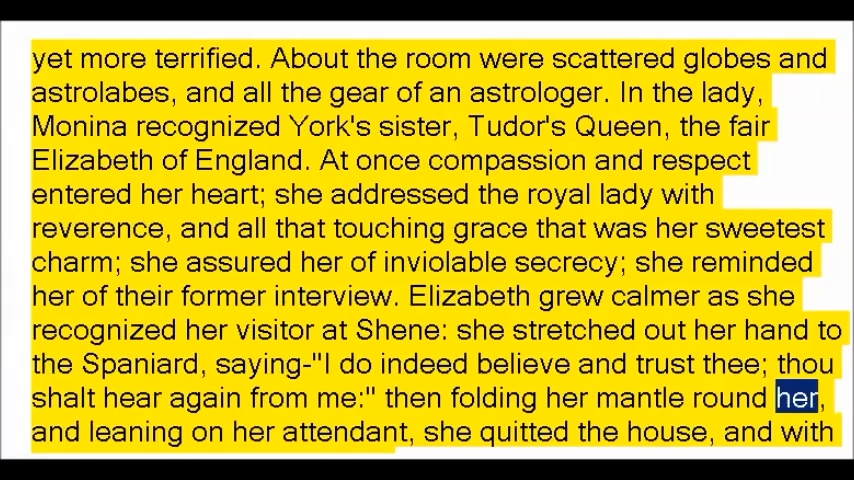 yet more terrified. About the room were scattered globes and
astrolabes, and all the gear of an astrologer. In the lady,
Monina recognized York's sister, Tudor's Queen, the fair
Elizabeth of England. At once compassion and respect
entered her heart; she addressed the royal lady with
reverence, and all that touching grace that was her sweetest
charm; she assured her of inviolable secrecy; she reminded
her of their former interview. Elizabeth grew calmer as she
recognized her visitor at Shene: she stretched out her hand to
the Spaniard, saying-"I do indeed believe and trust thee; thou
shalt hear again from me:" then folding her mantle round her,
and leaning on her attendant, she quitted the house, and with